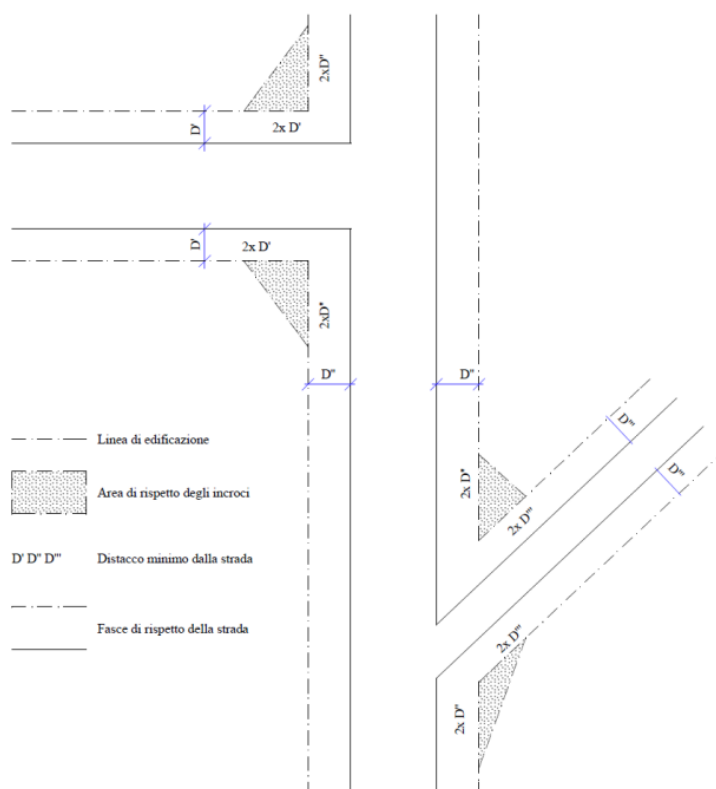 2xD"
D'
2x D'
D'
2x D'
2xD"
D"
D"
D'''
D'''
2x D"
2x D'''
2x D'''
2x D"
Linea di edificazione
Area di rispetto degli incroci
D' D" D''' Distacco minimo dalla strada
Fasce di rispetto della strada